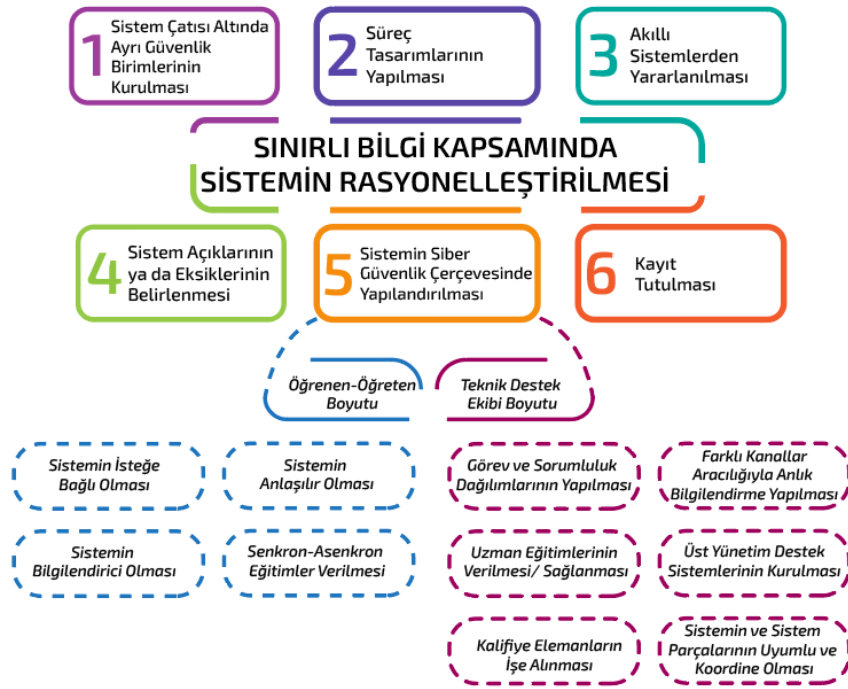 1
Sistem Çatısı Altında
Ayrı Güvenlik
Birimlerinin
Kurulması
2
Süreç
Tasarımlarının
Yapılması
3
Akıllı
Sistemlerden
Yararlanılması
SINIRLI BİLGİ KAPSAMINDA
SİSTEMİN RASYONELLEŞTİRİLMESİ
4
Sistem Açıklarının
ya da Eksiklerinin
Belirlenmesi
5
Sistemin Siber
Güvenlik Çerçevesinde
Yapılandırılması
6
Kayıt
Tutulması
Öğrenen-Öğreten
Boyutu
Teknik Destek
Ekibi Boyutu
Sistemin İsteğe
Bağlı Olması
Sistemin
Anlaşılır Olması
Görev ve Sorumluluk
Dağılımlarının Yapılması
Farklı Kanallar
Aracılığıyla Anlık
Bilgilendirme Yapılması
Sistemin
Bilgilendirici Olması
Senkron-Asenkron
Eğitimler Verilmesi
Uzman Eğitimlerinin
Verilmesi/ Sağlanması
Üst Yönetim Destek
Sistemlerinin Kurulması
Kalifiye Elemanların
İşe Alınması
Sistemin ve Sistem
Parçalarının Uyumlu ve
Koordine Olması